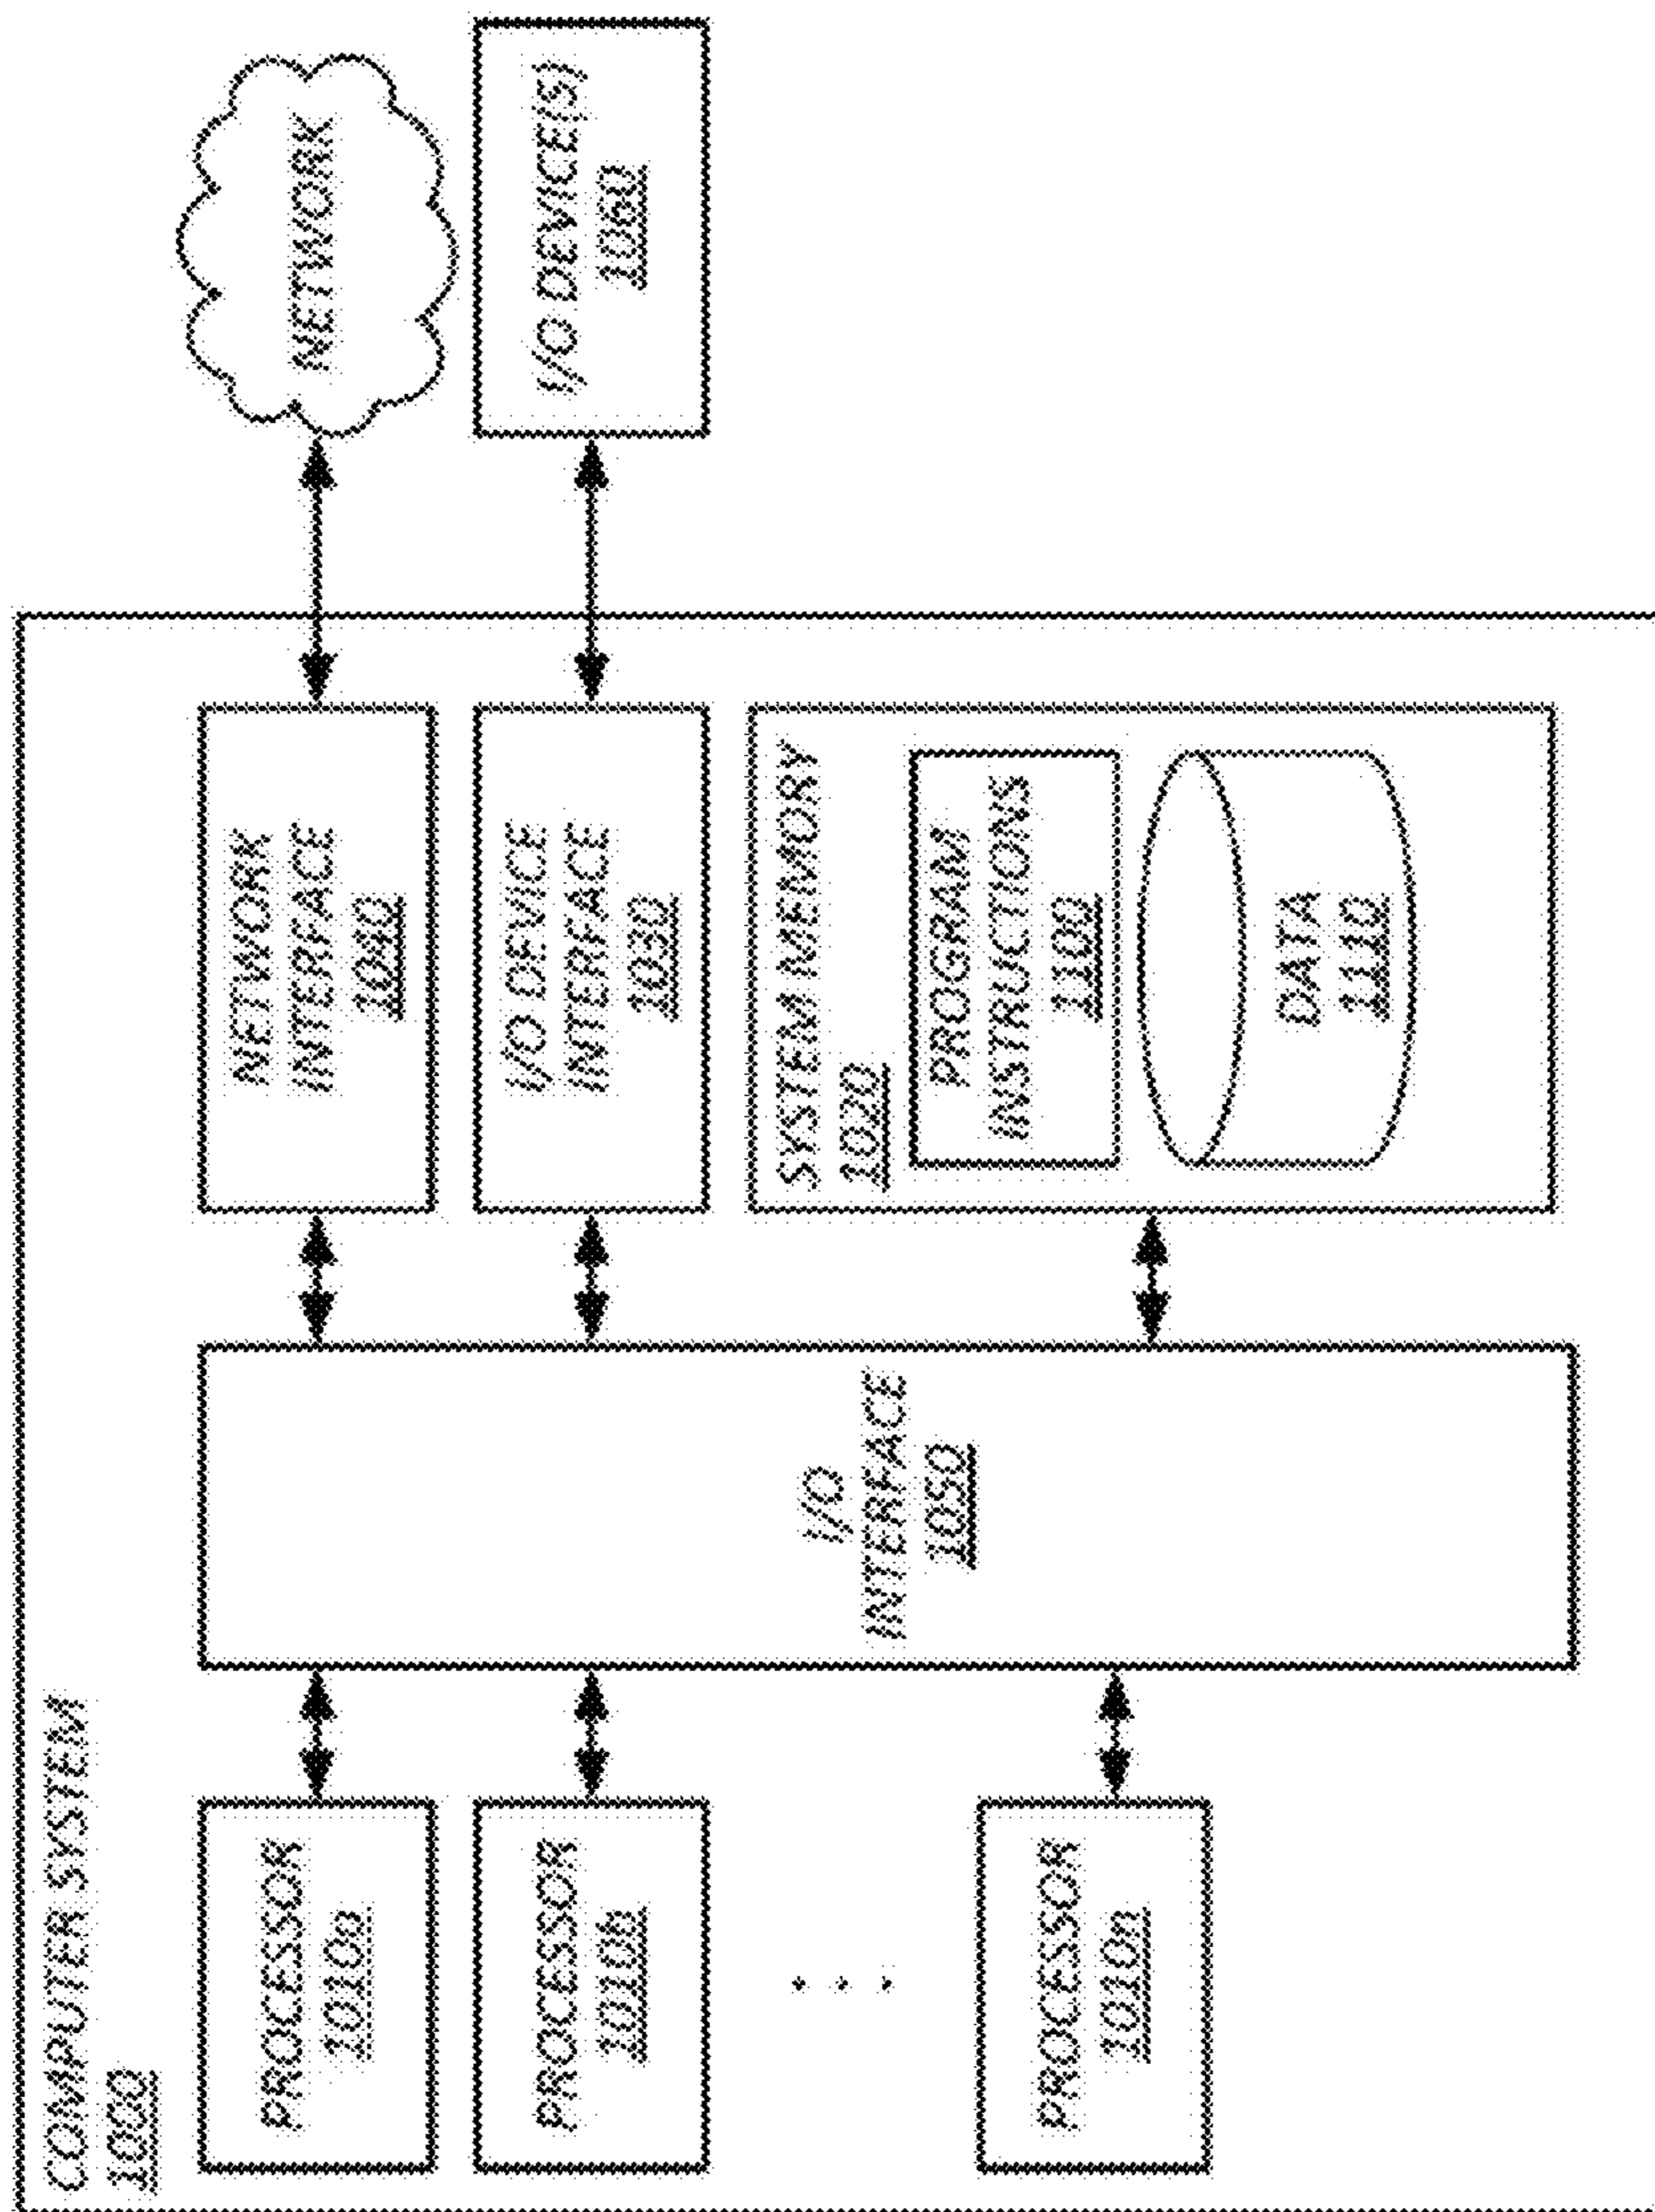 COMPUTER SYSTEM
1000
PROCESSOR
1010a
PROCESSOR
1010b
. . .
PROCESSOR
1010n
I/O
INTERFACE
1050
NETWORK
INTERFACE
1040
I/O DEVICE
INTERFACE
1030
SYSTEM MEMORY
1020
PROGRAM
INSTRUCTIONS
1100
DATA
1110
NETWORK
I/O DEVICE(S)
1060